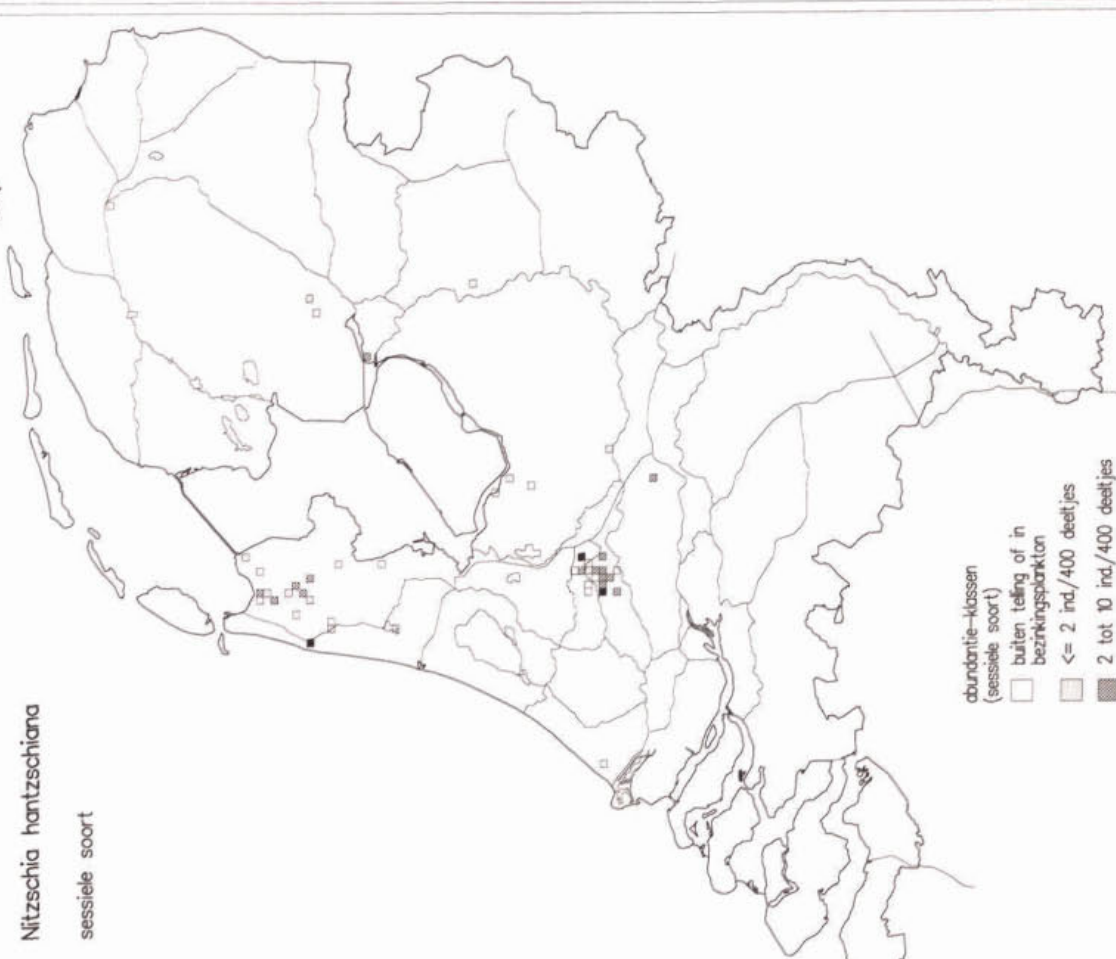 Nitzschia hantzschiana
sessiele soort
abundantie-klassen
(sessiele soort)
buiten telling of in
bezinkingsplankton
<= 2 ind./400 deeltjes
2 tot 10 ind./400 deeltjes